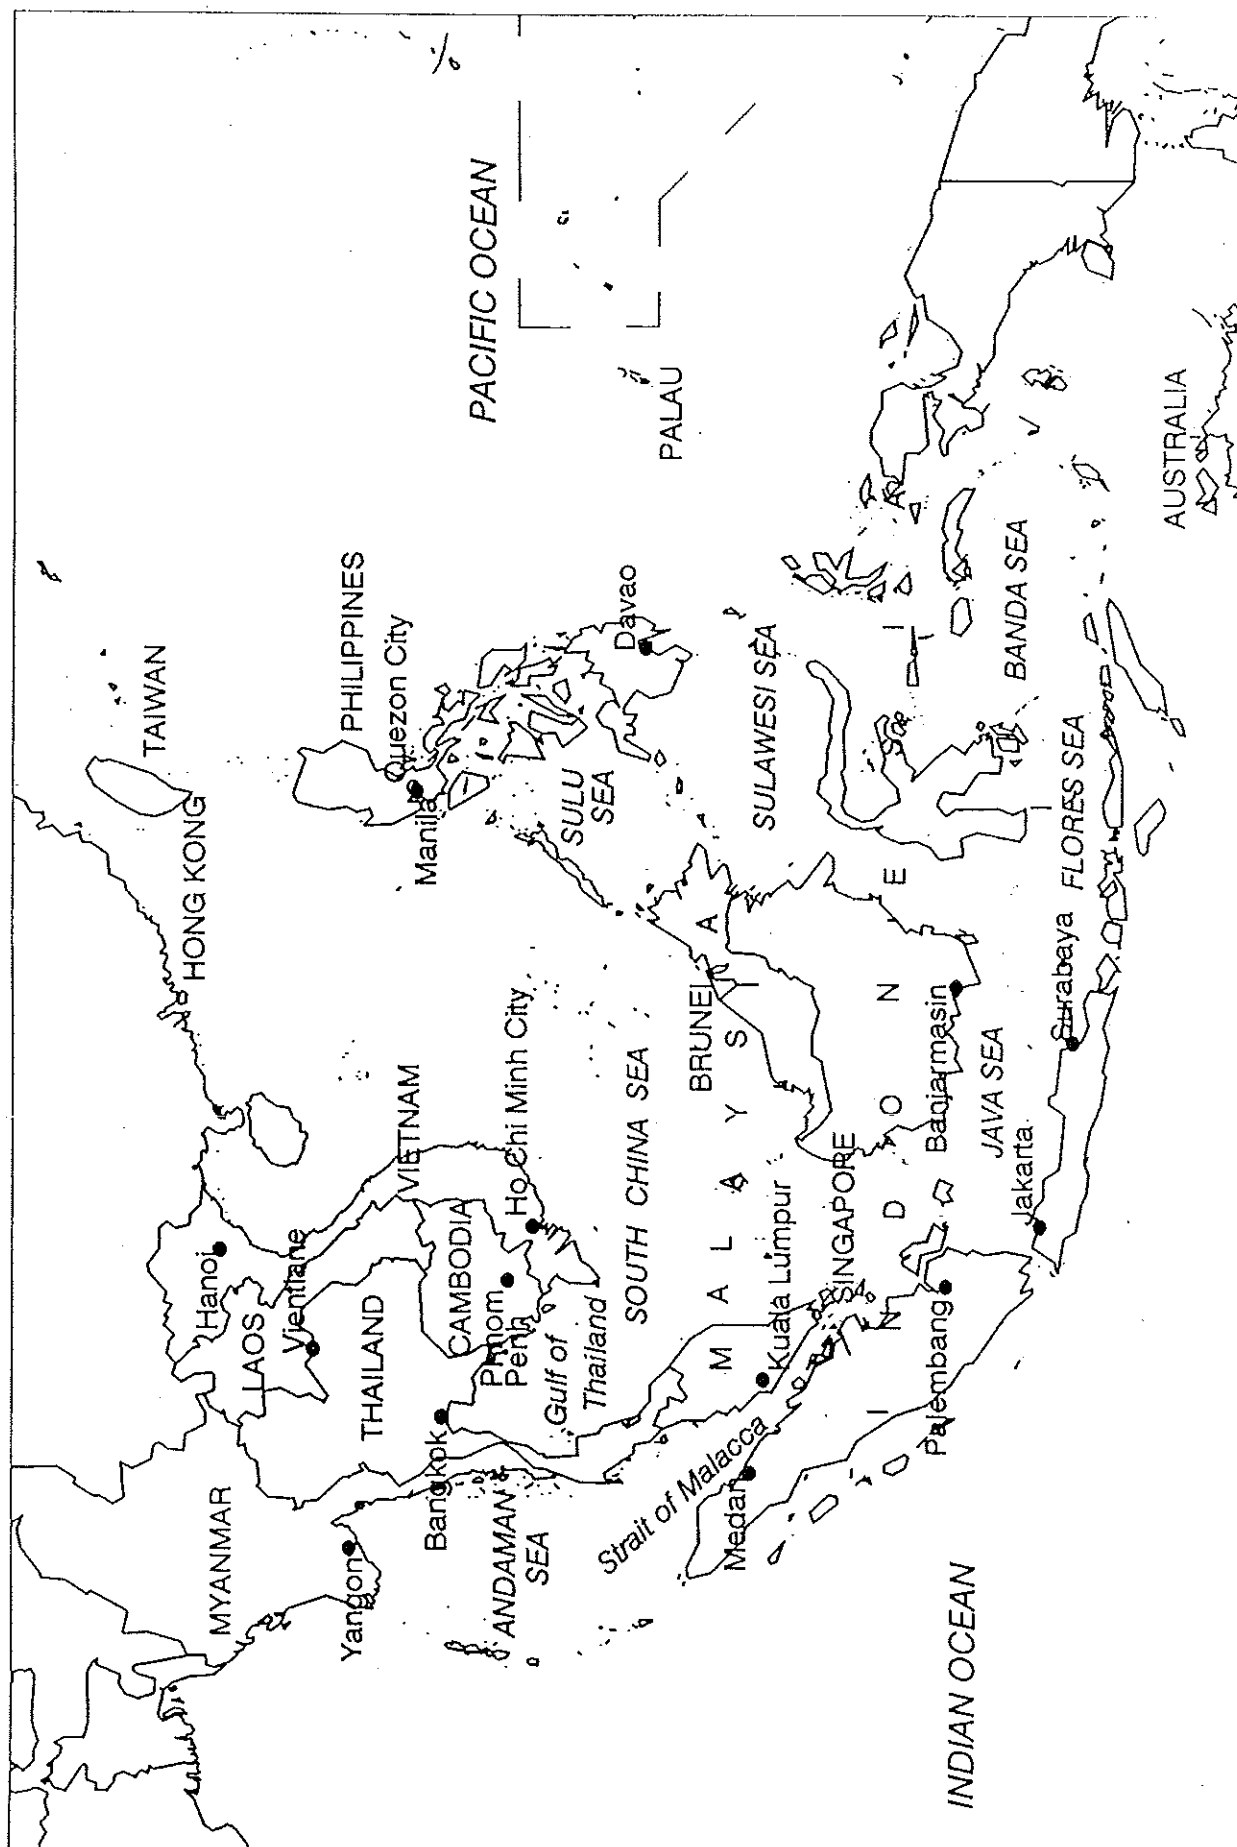 TAIWAN
HONG KONG
MYANMAR
Hanoi
LAOS
Vientiane
PHILIPPINES
Quezon City
Manila
PACIFIC OCEAN
Yangon
THAILAND
VIETNAM
Bangkok
CAMBODIA
Phnom
Penh
Ho Chi Minh City
ANDAMAN
SEA
Gulf of
Thailand
SULU
SEA
Davao
PALAU
SOUTH CHINA SEA
Strait of Malacca
BRUNEI
MALAYSIA
Medan
Kuala Lumpur
SULAWESI SEA
SINGAPORE
INDONESIA
Palembang
Banjarmasin
INDIAN OCEAN
JAVA SEA
BANDA SEA
Jakarta
Surabaya
FLORES SEA
AUSTRALIA